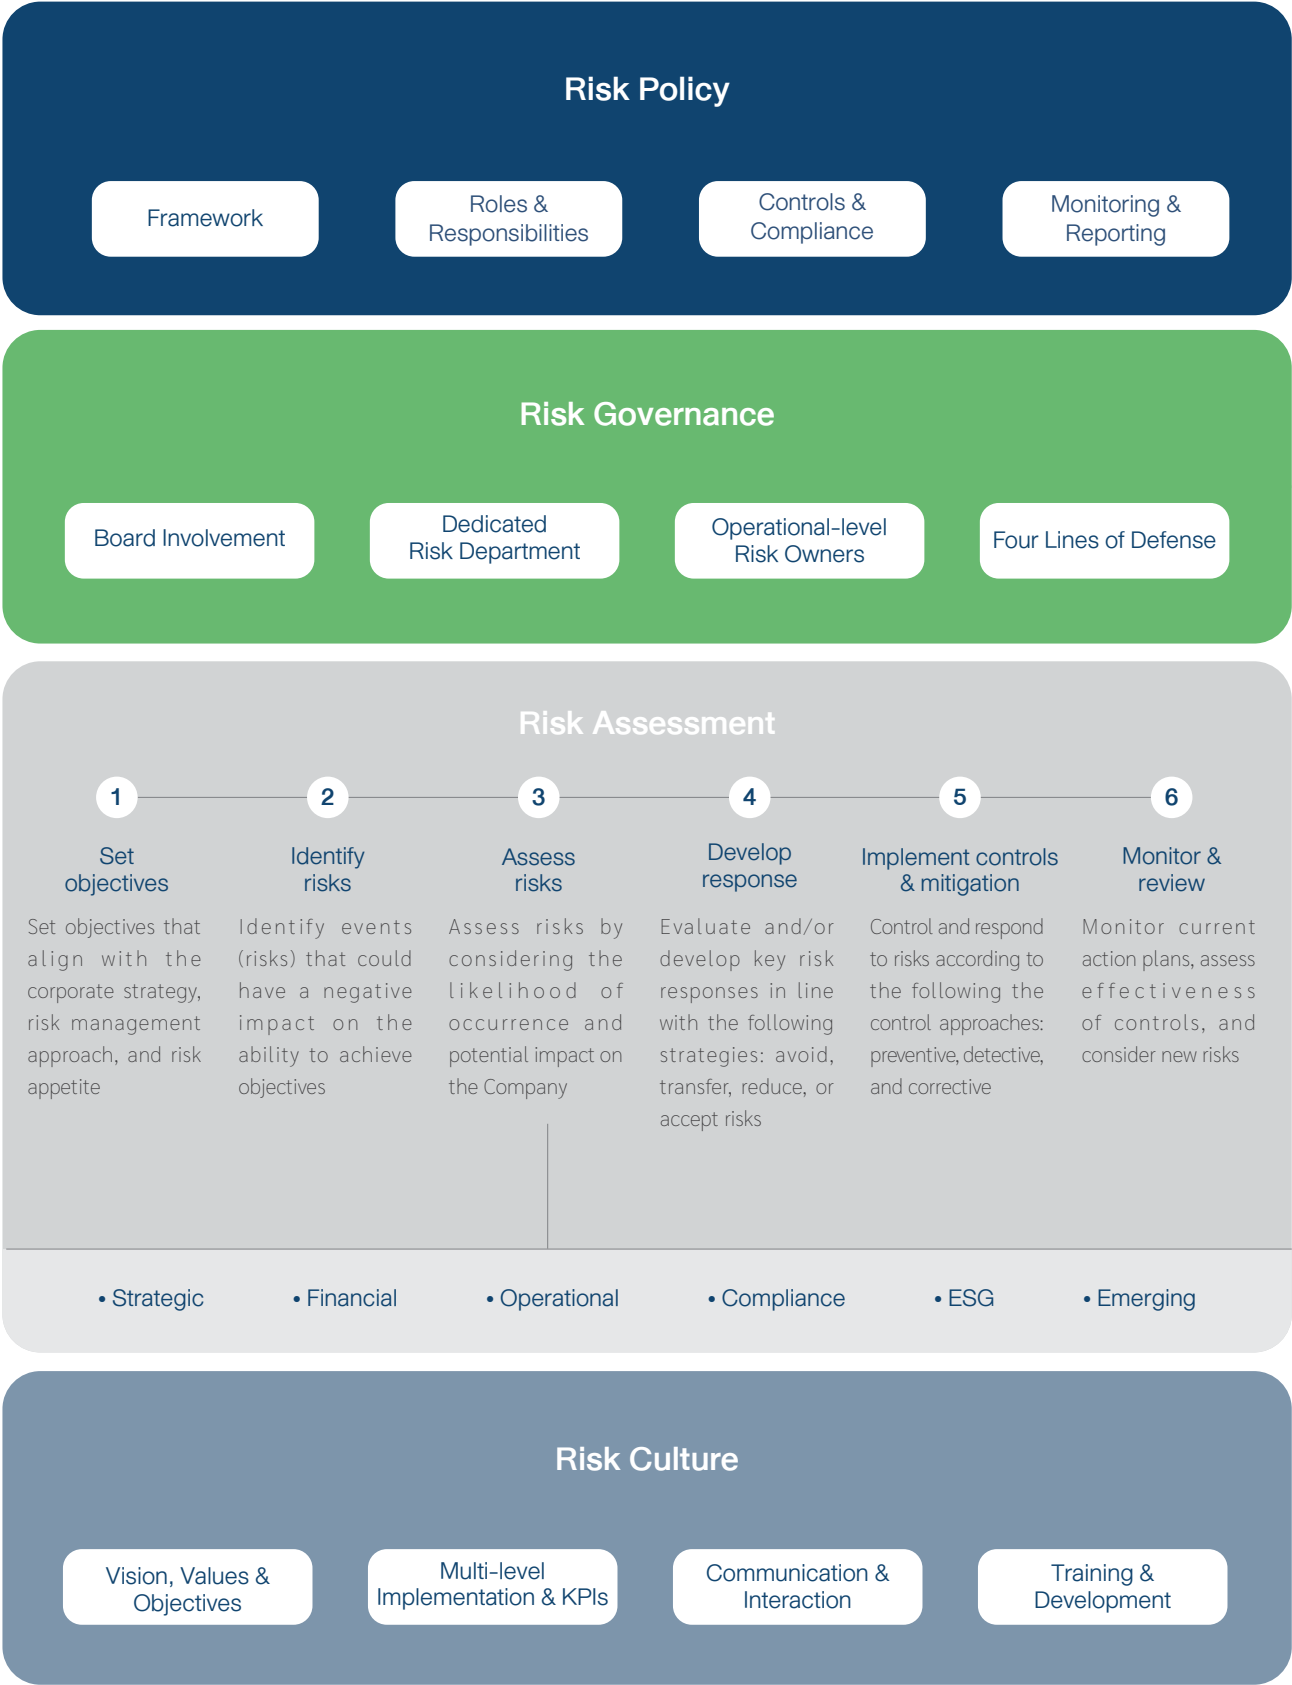 Risk Policy
Framework
Roles &
Responsibilities
Controls &
Compliance
Monitoring &
Reporting
Risk Governance
Board Involvement
Dedicated
Risk Department
Operational-level
Risk Owners
Four Lines of Defense
Risk Assessment
1
Set
objectives
Set objectives that
align with the
corporate strategy,
risk management
approach, and risk
appetite
2
Identify
risks
Identify events
(risks) that could
have a negative
impact on the
ability to achieve
objectives
3
Assess
risks
Assess risks by
considering the
likelihood of
occurrence and
potential impact on
the Company
4
Develop
response
Evaluate and/or
develop key risk
responses in line
with the following
strategies: avoid,
transfer, reduce, or
accept risks
5
Implement controls
& mitigation
Control and respond
to risks according to
the following the
control approaches:
preventive, detective,
and corrective
6
Monitor &
review
Monitor current
action plans, assess
effectiveness
of controls, and
consider new risks
• Strategic
• Financial
• Operational
• Compliance
• ESG
• Emerging
Risk Culture
Vision, Values &
Objectives
Multi-level
Implementation & KPIs
Communication &
Interaction
Training &
Development